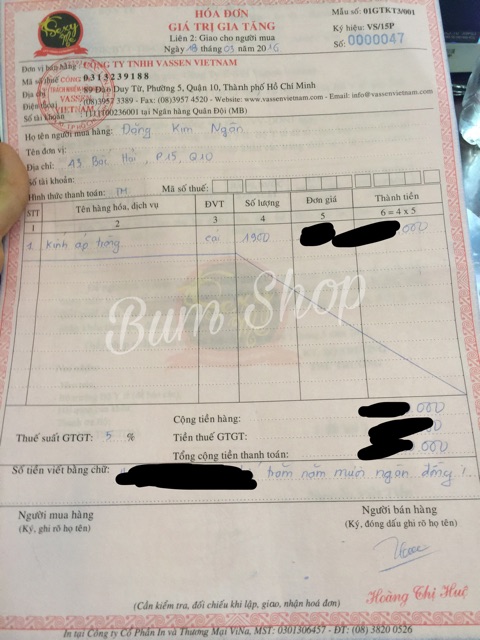 HÓA ĐƠN
GIÁ TRỊ GIA TĂNG
Liên 2: Giao cho người mua
Ngày 18 tháng 03 năm 2016
Mẫu số: 01GTKT3/001
Ký hiệu: VS/15P
Số: 0000047
Sexy
Đơn vị bán hàng: CÔNG TY TNHH VASSEN VIETNAM
Mã số thuế: 0313239188
Địa chỉ: 89 Đào Duy Từ, Phường 5, Quận 10, Thành phố Hồ Chí Minh
Điện thoại: (08)3957 3389 - Fax: (08)3957 4520 - Website: www.vassenvietnam.com - Email: info@vassenvietnam.com
Số tài khoản: 1111100236001 tại Ngân hàng Quân Đội (MB)
CÔNG TY
TNHH
VASSEN
VIETNAM
Họ tên người mua hàng: Đặng Kim Ngân
Tên đơn vị:
Địa chỉ: A3 Bắc Hải, P15, Q10
Số tài khoản:
Hình thức thanh toán: TM Mã số thuế:
STT Tên hàng hóa, dịch vụ ĐVT Số lượng Đơn giá Thành tiền
1 2 3 4 5 6 = 4 x 5
1 Kính áp tròng cái 1900 000
Bum Shop
Cộng tiền hàng: 000
Thuế suất GTGT: 5 % Tiền thuế GTGT:
Tổng cộng tiền thanh toán: 000
Số tiền viết bằng chữ: trăm năm mươi ngàn đồng
Người mua hàng
(Ký, ghi rõ họ tên)
Người bán hàng
(Ký, đóng dấu ghi rõ họ tên)
Hoàng Thị Huệ
(Cần kiểm tra, đối chiếu khi lập, giao, nhận hoá đơn)
In tại Công ty Cổ Phần In và Thương Mại ViNa, MST: 0301306457 - ĐT: (08) 3820 0526